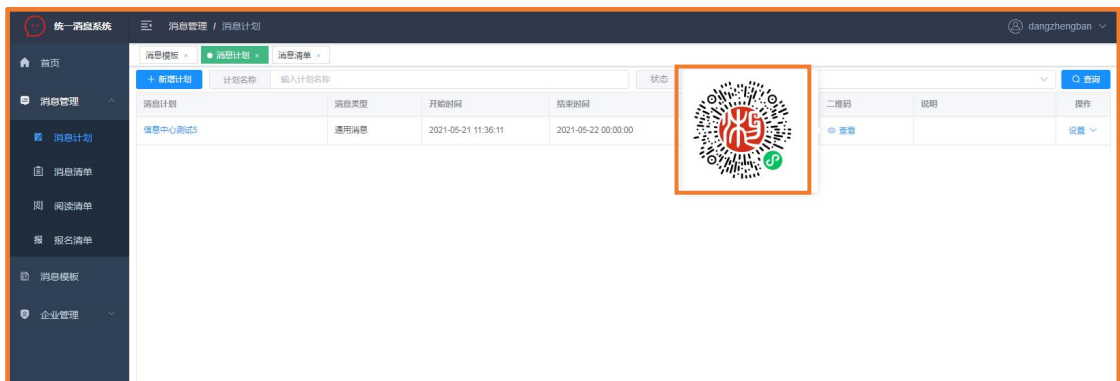 统一消息系统
消息管理 / 消息计划
dangzhengban
首页
消息模板 ×
消息计划 ×
消息清单 ×
+ 新增计划
计划名称
输入计划名称
状态
查询
消息管理
消息计划
消息类型
开始时间
结束时间
二维码
说明
操作
信息中心测试5
通用消息
2021-05-21 11:36:11
2021-05-22 00:00:00
查看
设置
消息计划
消息清单
阅读清单
报 报名清单
消息模板
企业管理